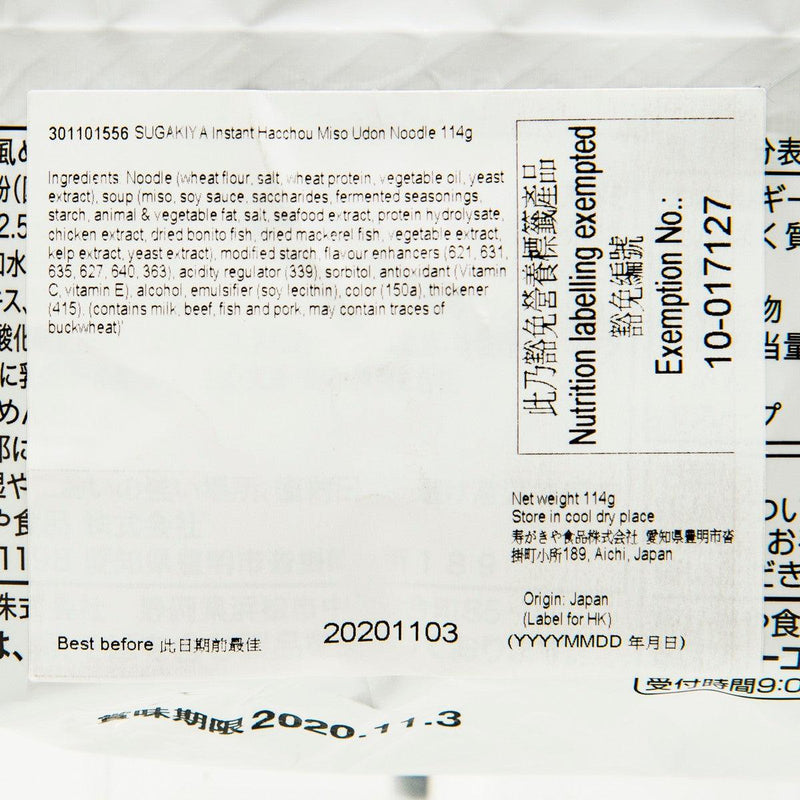 301101556 SUGAKIYA Instant Hacchou Miso Udon Noodle 114g
Ingredients: Noodle (wheat flour, salt, wheat protein, vegetable oil, yeast
extract), soup (miso, soy sauce, saccharides, fermented seasonings,
starch, animal & vegetable fat, salt, seafood extract, protein hydrolysate,
chicken extract, dried bonito fish, dried mackerel fish, vegetable extract,
kelp extract, yeast extract), modified starch, flavour enhancers (621, 631,
635, 627, 640, 363), acidity regulator (339), sorbitol, antioxidant (Vitamin
C, vitamin E), alcohol, emulsifier (soy lecithin), color (150a), thickener
(415). (contains milk, beef, fish and pork, may contain traces of
buckwheat)
此乃豁免營養標籤產品
Nutrition labelling exempted
豁免編號
Exemption No.:
10-017127
Net weight 114g
Store in cool dry place
寿がきや食品株式会社 愛知県豊明市沓
掛町小所189, Aichi, Japan
Origin: Japan
(Label for HK)
Best before 此日期前最佳 20201103 (YYYYMMDD 年月日)
受付時間9:0
賞味期限 2020.11.3